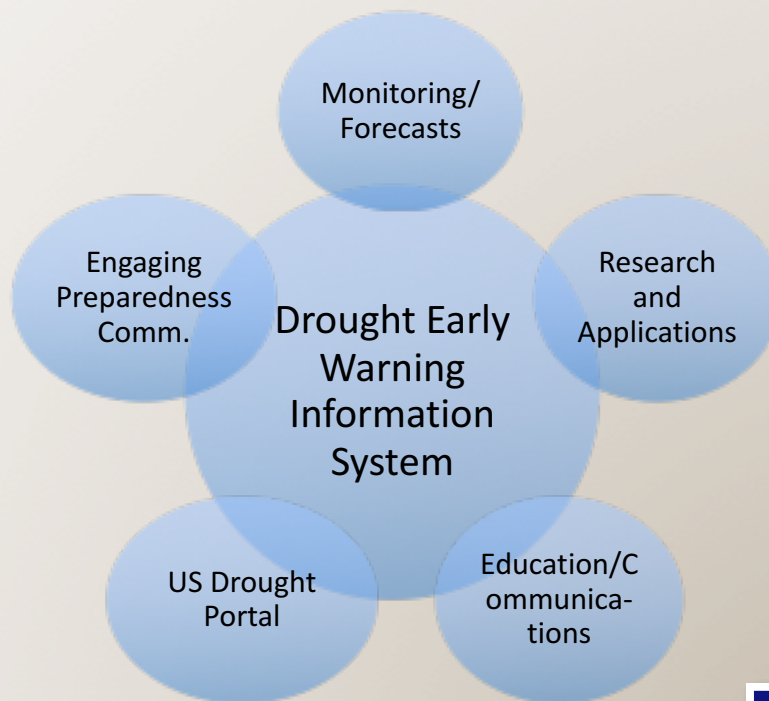 Monitoring/
Forecasts
Engaging
Preparedness
Comm.
Research
and
Applications
Drought Early
Warning
Information
System
US Drought
Portal
Education/C
ommunica-
tions